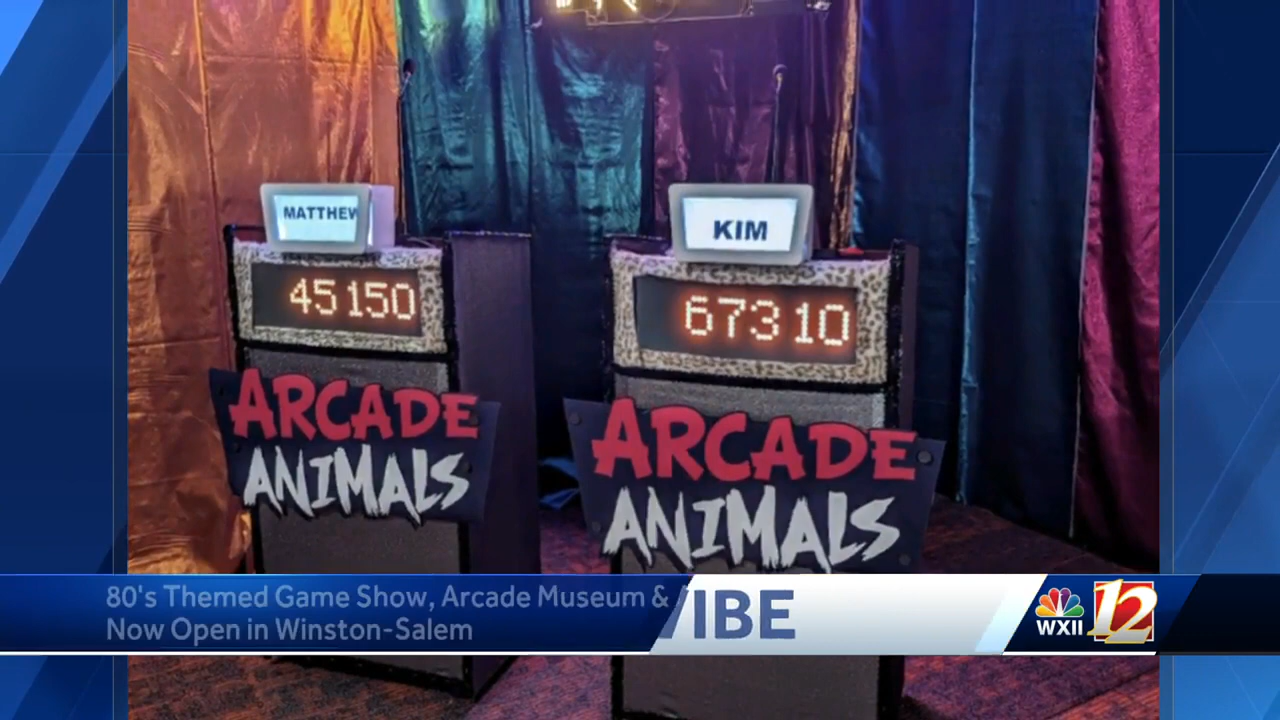 MATTHEW
KIM
45150
67310
ARCADE
ANIMALS
ARCADE
ANIMALS
80's Themed Game Show, Arcade Museum &
Now Open in Winston-Salem
VIBE
WXII 12